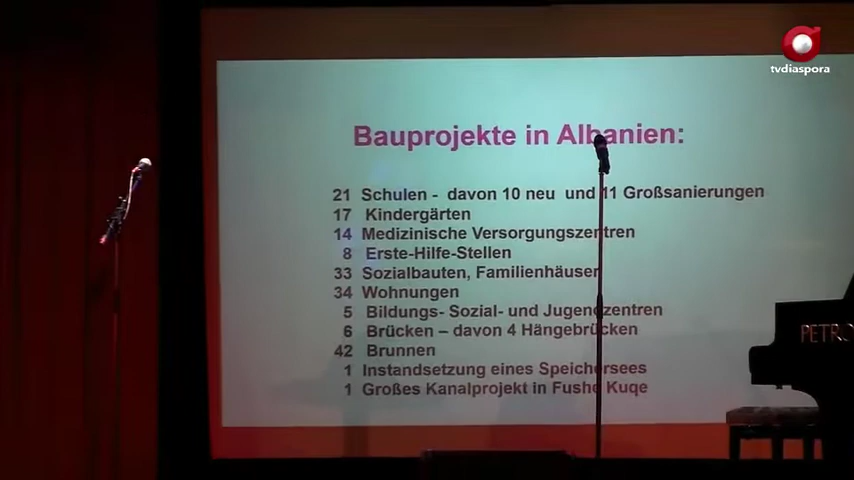 tvdiaspora
Bauprojekte in Albanien:
21 Schulen - davon 10 neu und 11 Großsanierungen
17 Kindergärten
14 Medizinische Versorgungszentren
8 Erste-Hilfe-Stellen
33 Sozialbauten, Familienhäuser
34 Wohnungen
5 Bildungs- Sozial- und Jugendzentren
6 Brücken – davon 4 Hängebrücken
42 Brunnen
1 Instandsetzung eines Speichersees
1 Großes Kanalprojekt in Fushe Kuqe
PETRO